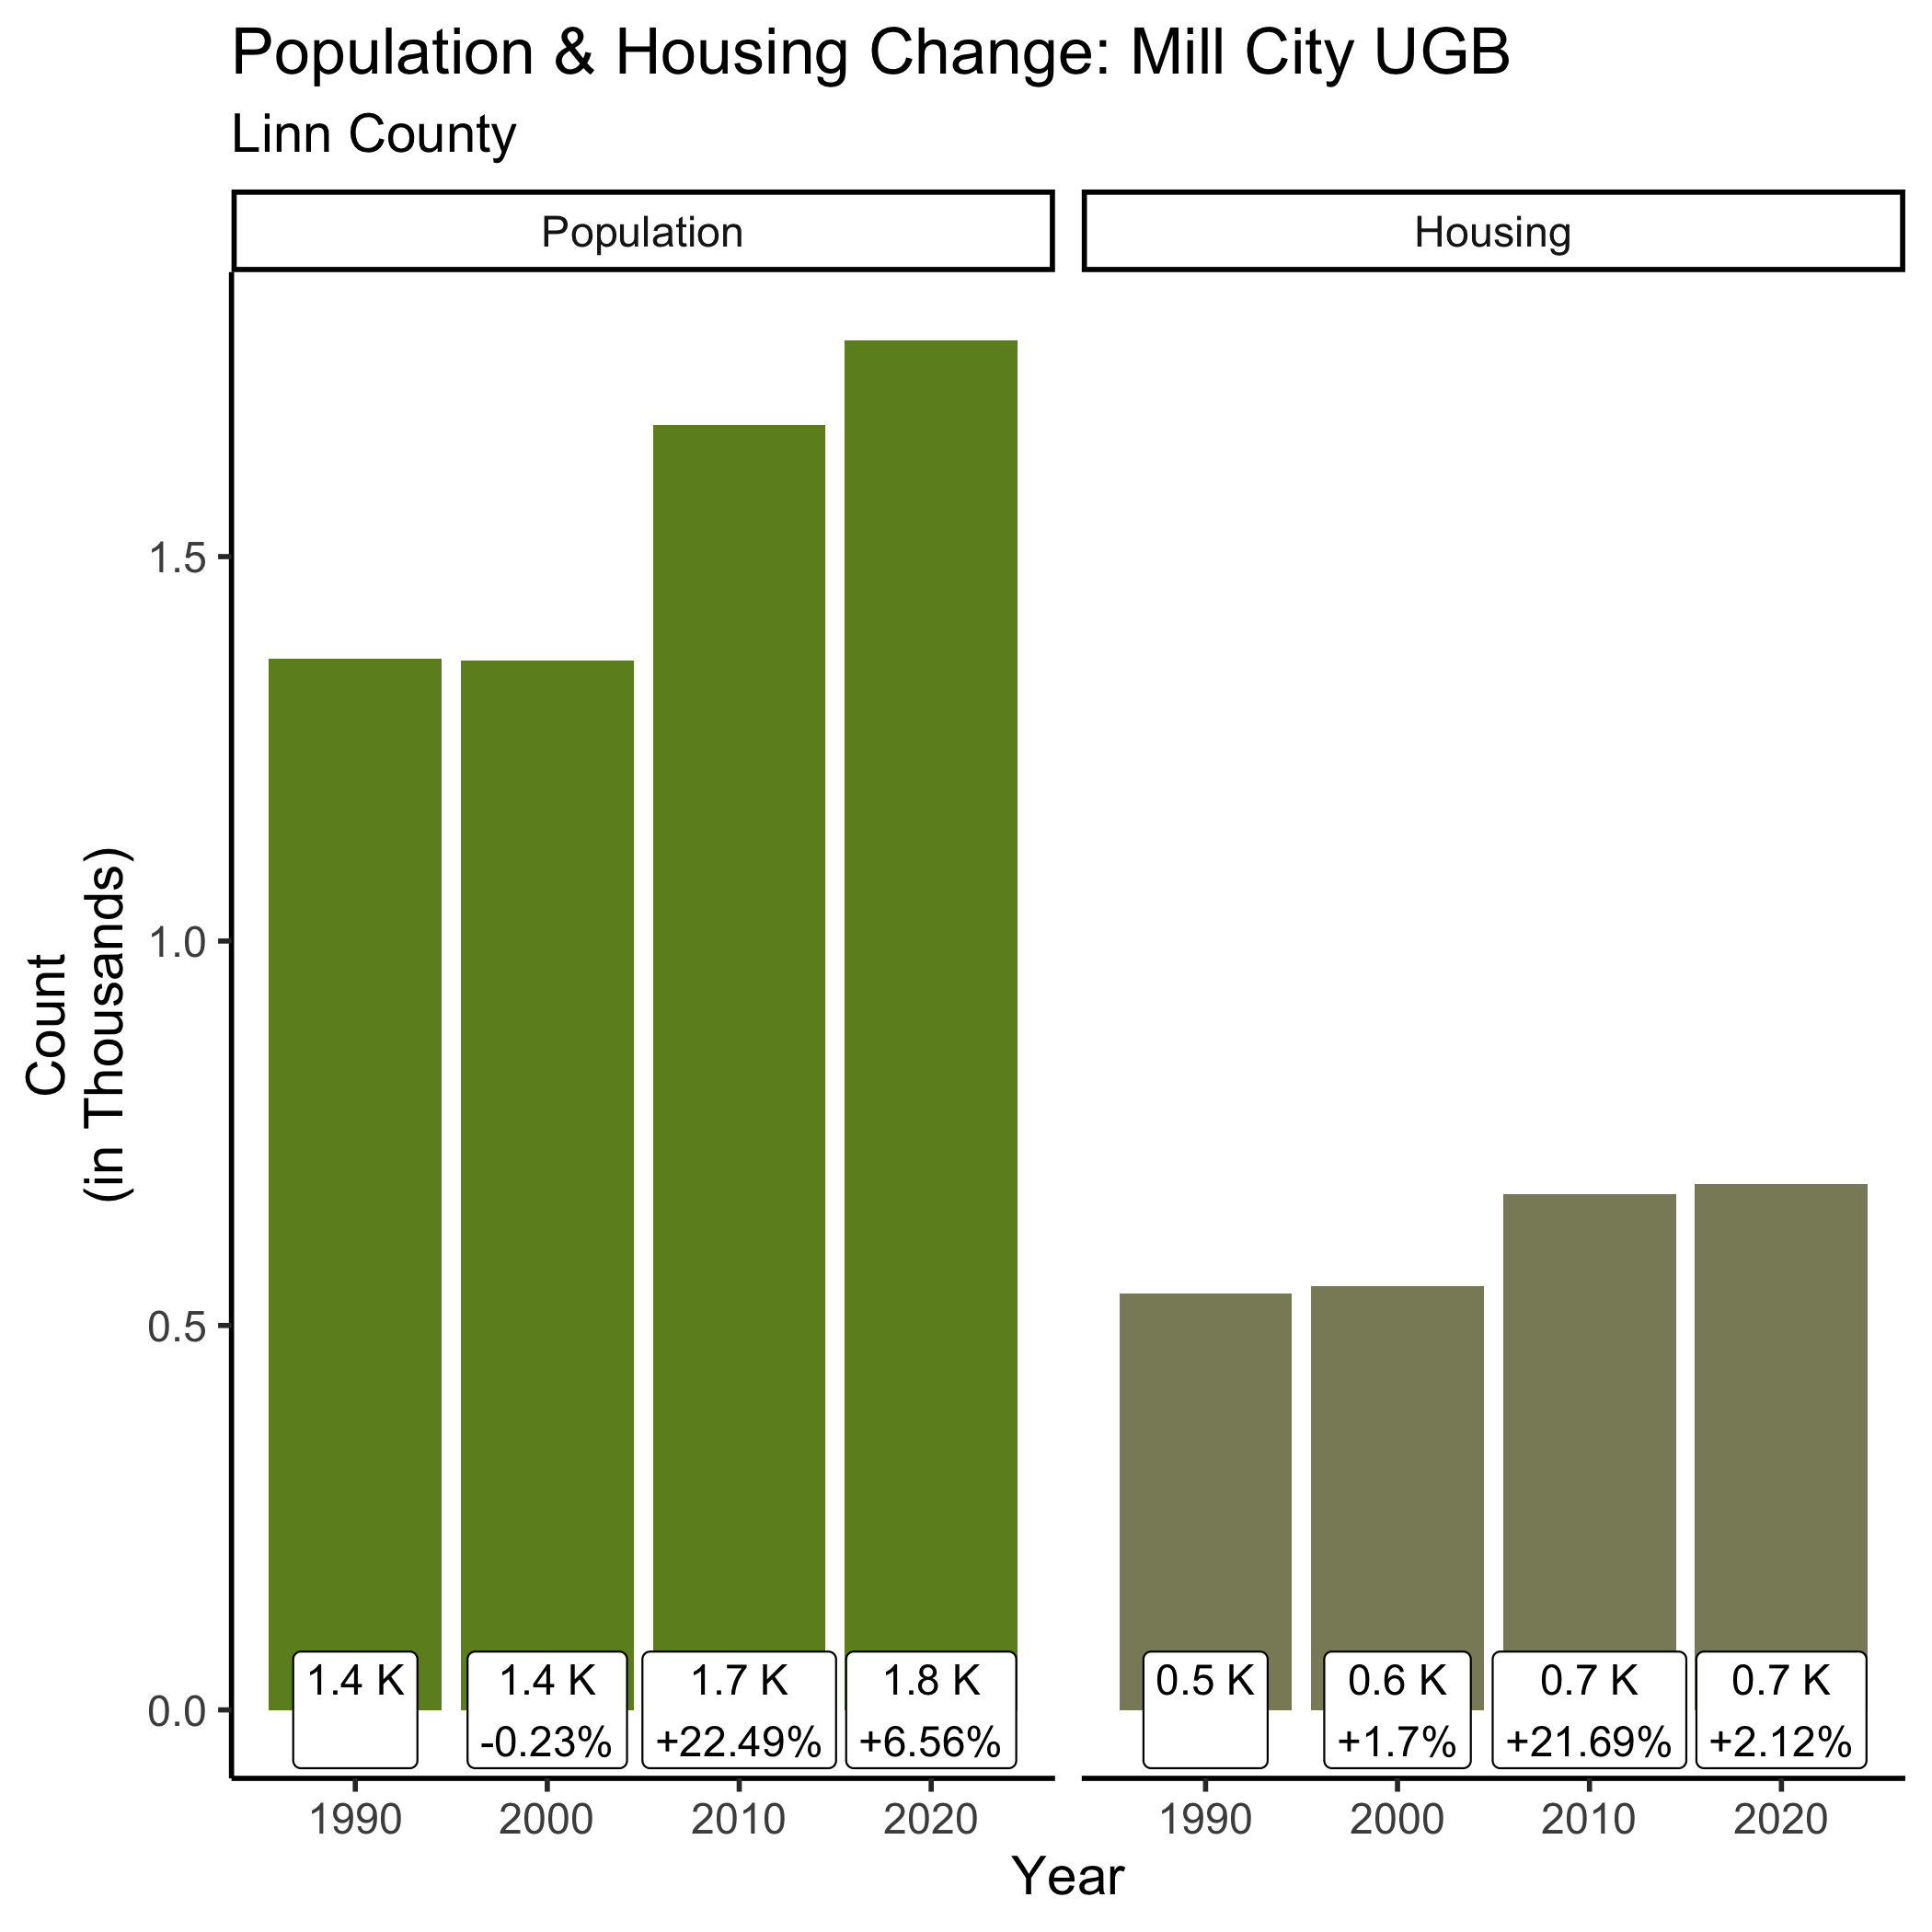 Population & Housing Change: Mill City UGB
Linn County
Population
Housing
Count
(in Thousands)
1.5
1.0
0.5
0.0
1.4 K
1.4 K
-0.23%
1.7 K
+22.49%
1.8 K
+6.56%
0.5 K
0.6 K
+1.7%
0.7 K
+21.69%
0.7 K
+2.12%
1990
2000
2010
2020
1990
2000
2010
2020
Year